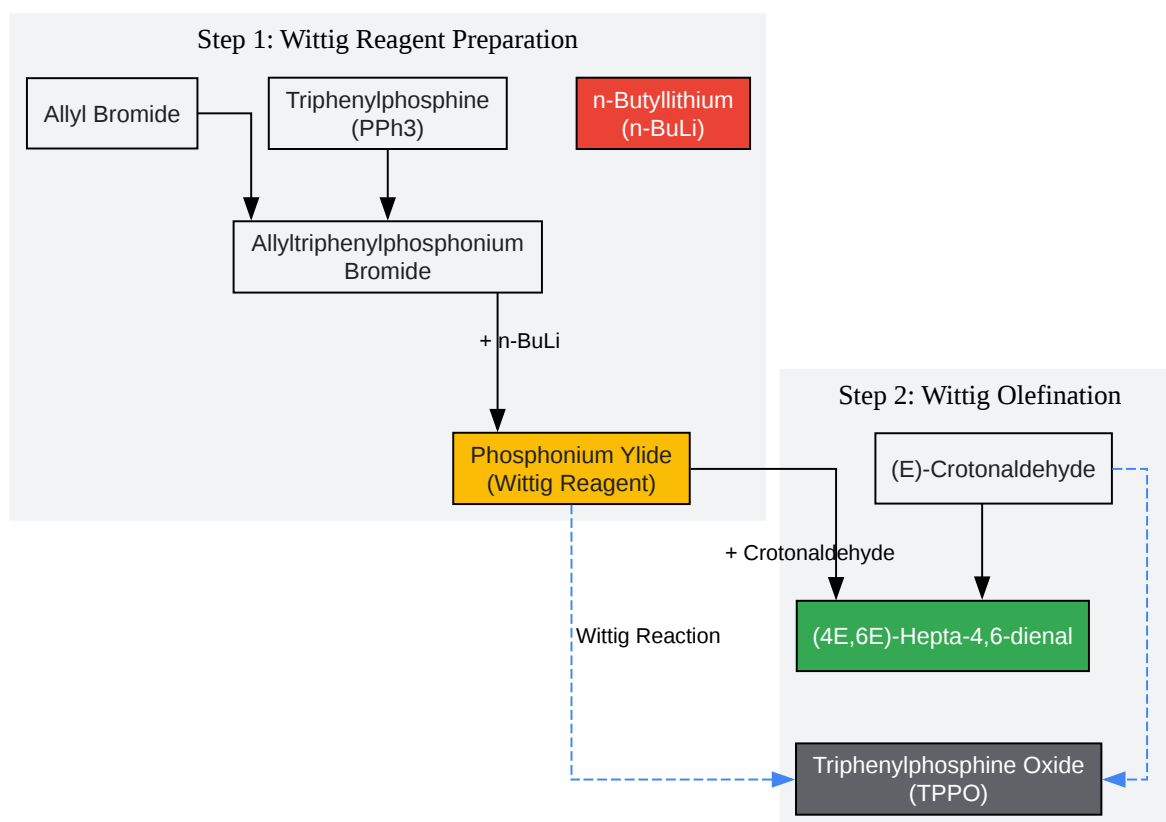 Step 1: Wittig Reagent Preparation
Allyl Bromide
Triphenylphosphine
(PPh3)
n-Butyllithium
(n-BuLi)
Allyltriphenylphosphonium
Bromide
+ n-BuLi
Phosphonium Ylide
(Wittig Reagent)
Step 2: Wittig Olefination
(E)-Crotonaldehyde
+ Crotonaldehyde
(4E,6E)-Hepta-4,6-dienal
Wittig Reaction
Triphenylphosphine Oxide
(TPPO)